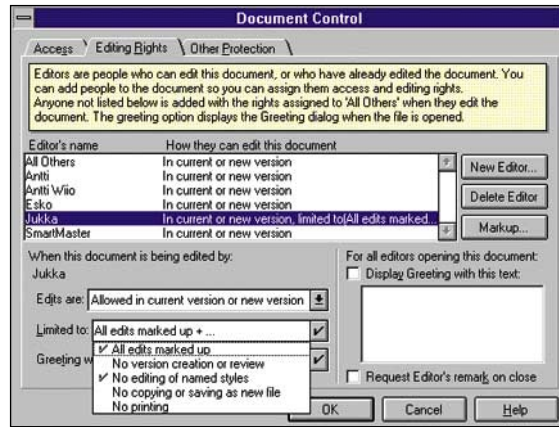 Document Control
Access Editing Rights Other Protection
Editors are people who can edit this document, or who have already edited the document. You
can add people to the document so you can assign them access and editing rights.
Anyone not listed below is added with the rights assigned to 'All Others' when they edit the
document. The greeting option displays the Greeting dialog when the file is opened.
Editor's name How they can edit this document
All Others In current or new version
Antti In current or new version
Antti Wiio In current or new version
Esko In current or new version
Jukka In current or new version, limited to(All edits marked...
SmartMaster In current or new version
New Editor...
Delete Editor
Markup...
When this document is being edited by:
Jukka
Edits are: Allowed in current version or new version
Limited to: All edits marked up + ...
Greeting w
✓ All edits marked up
No version creation or review
✓ No editing of named styles
No copying or saving as new file
No printing
For all editors opening this document:
Display Greeting with this text:
Request Editor's remark on close
OK Cancel Help